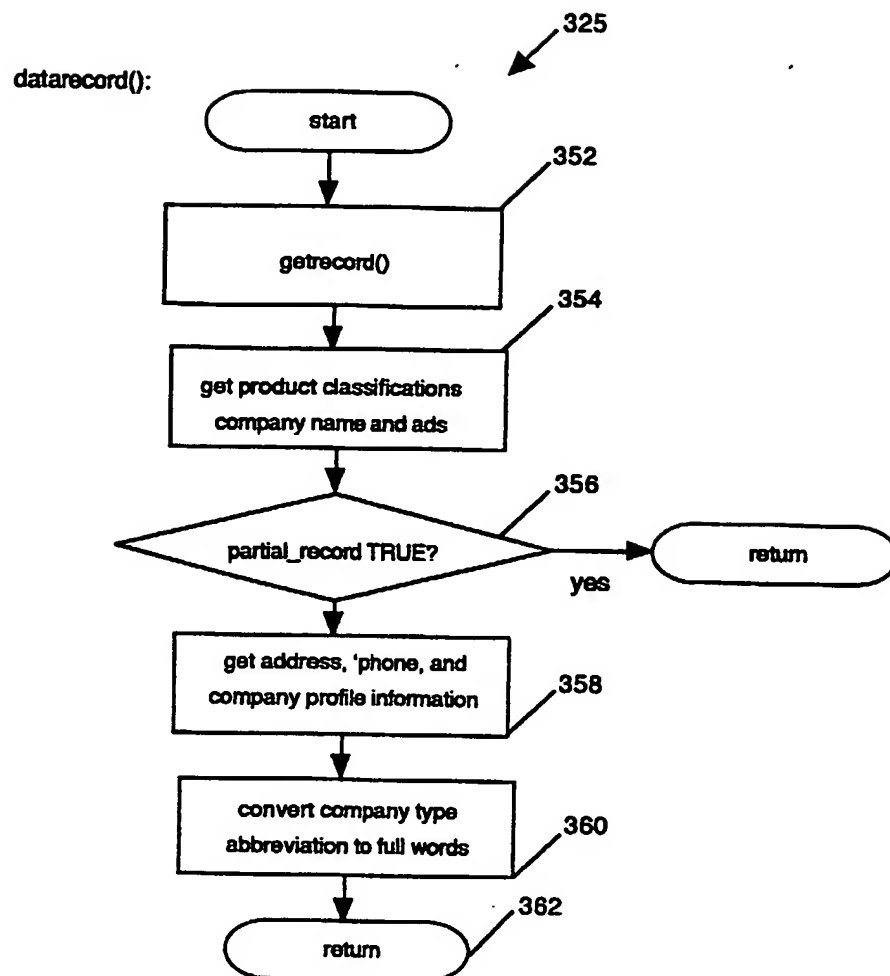 325
datarecord():
start
352
getrecord()
354
get product classifications
company name and ads
356
partial_record TRUE?
return
yes
get address, 'phone, and
company profile information
358
convert company type
abbreviation to full words
360
362
return